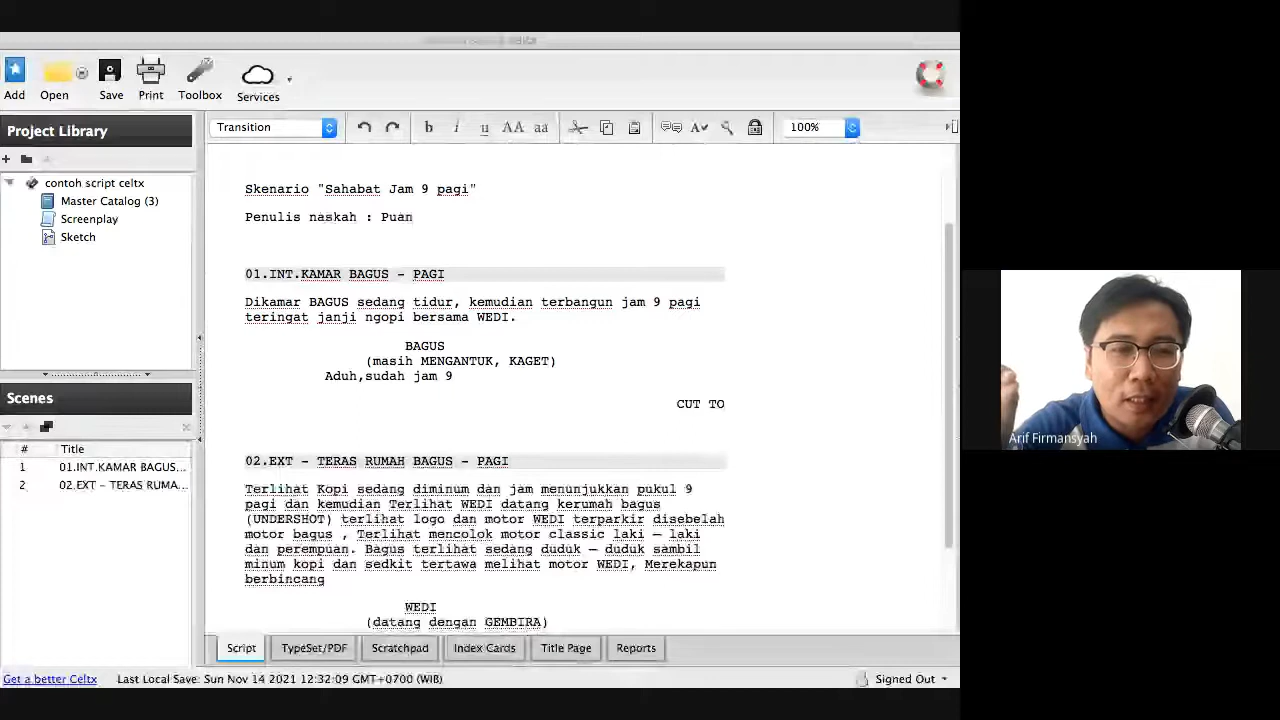 Add
Open
Save
Print
Toolbox
Services
Project Library
Transition
b i u AA aa
100%
contoh script celtx
Master Catalog (3)
Screenplay
Sketch
Skenario "Sahabat Jam 9 pagi"
Penulis naskah : Puan
01.INT.KAMAR BAGUS - PAGI
Dikamar BAGUS sedang tidur, kemudian terbangun jam 9 pagi
teringat janji ngopi bersama WEDI.
BAGUS
(masih MENGANTUK, KAGET)
Aduh,sudah jam 9
CUT TO
02.EXT - TERAS RUMAH BAGUS - PAGI
Terlihat Kopi sedang diminum dan jam menunjukkan pukul 9
pagi dan kemudian Terlihat WEDI datang kerumah bagus
(UNDERSHOT) terlihat logo dan motor WEDI terparkir disebelah
motor bagus , Terlihat mencolok motor classic laki – laki
dan perempuan. Bagus terlihat sedang duduk – duduk sambil
minum kopi dan sedkit tertawa melihat motor WEDI, Merekapun
berbincang
WEDI
(datang dengan GEMBIRA)
Scenes
# Title
1 01.INT.KAMAR BAGUS...
2 02.EXT - TERAS RUMA...
Script
TypeSet/PDF
Scratchpad
Index Cards
Title Page
Reports
Get a better Celtx
Last Local Save: Sun Nov 14 2021 12:32:09 GMT+0700 (WIB)
Signed Out
Arif Firmansyah